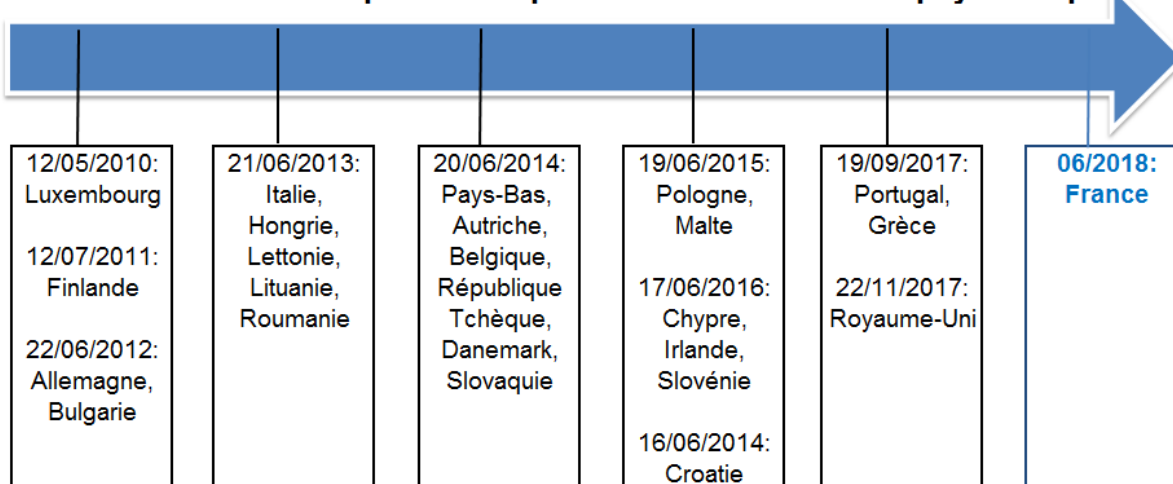 12/05/2010:
Luxembourg
12/07/2011:
Finlande
22/06/2012:
Allemagne,
Bulgarie
21/06/2013:
Italie,
Hongrie,
Lettonie,
Lituanie,
Roumanie
20/06/2014:
Pays-Bas,
Autriche,
Belgique,
République
Tchèque,
Danemark,
Slovaquie
19/06/2015:
Pologne,
Malte
17/06/2016:
Chypre,
Irlande,
Slovénie
16/06/2014:
Croatie
19/09/2017:
Portugal,
Grèce
22/11/2017:
Royaume-Uni
06/2018:
France